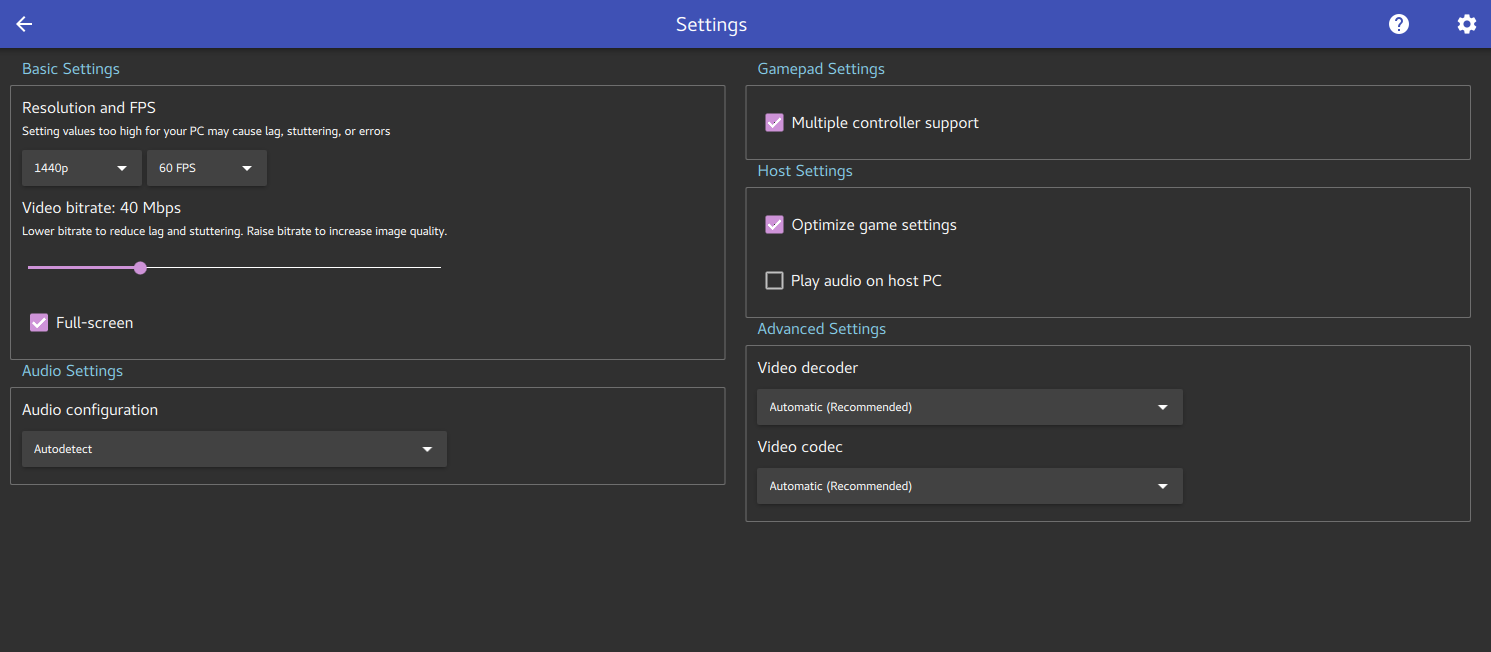 Settings
Basic Settings
Resolution and FPS
Setting values too high for your PC may cause lag, stuttering, or errors
1440p
60 FPS
Video bitrate: 40 Mbps
Lower bitrate to reduce lag and stuttering. Raise bitrate to increase image quality.
Full-screen
Audio Settings
Audio configuration
Autodetect
Gamepad Settings
Multiple controller support
Host Settings
Optimize game settings
Play audio on host PC
Advanced Settings
Video decoder
Automatic (Recommended)
Video codec
Automatic (Recommended)